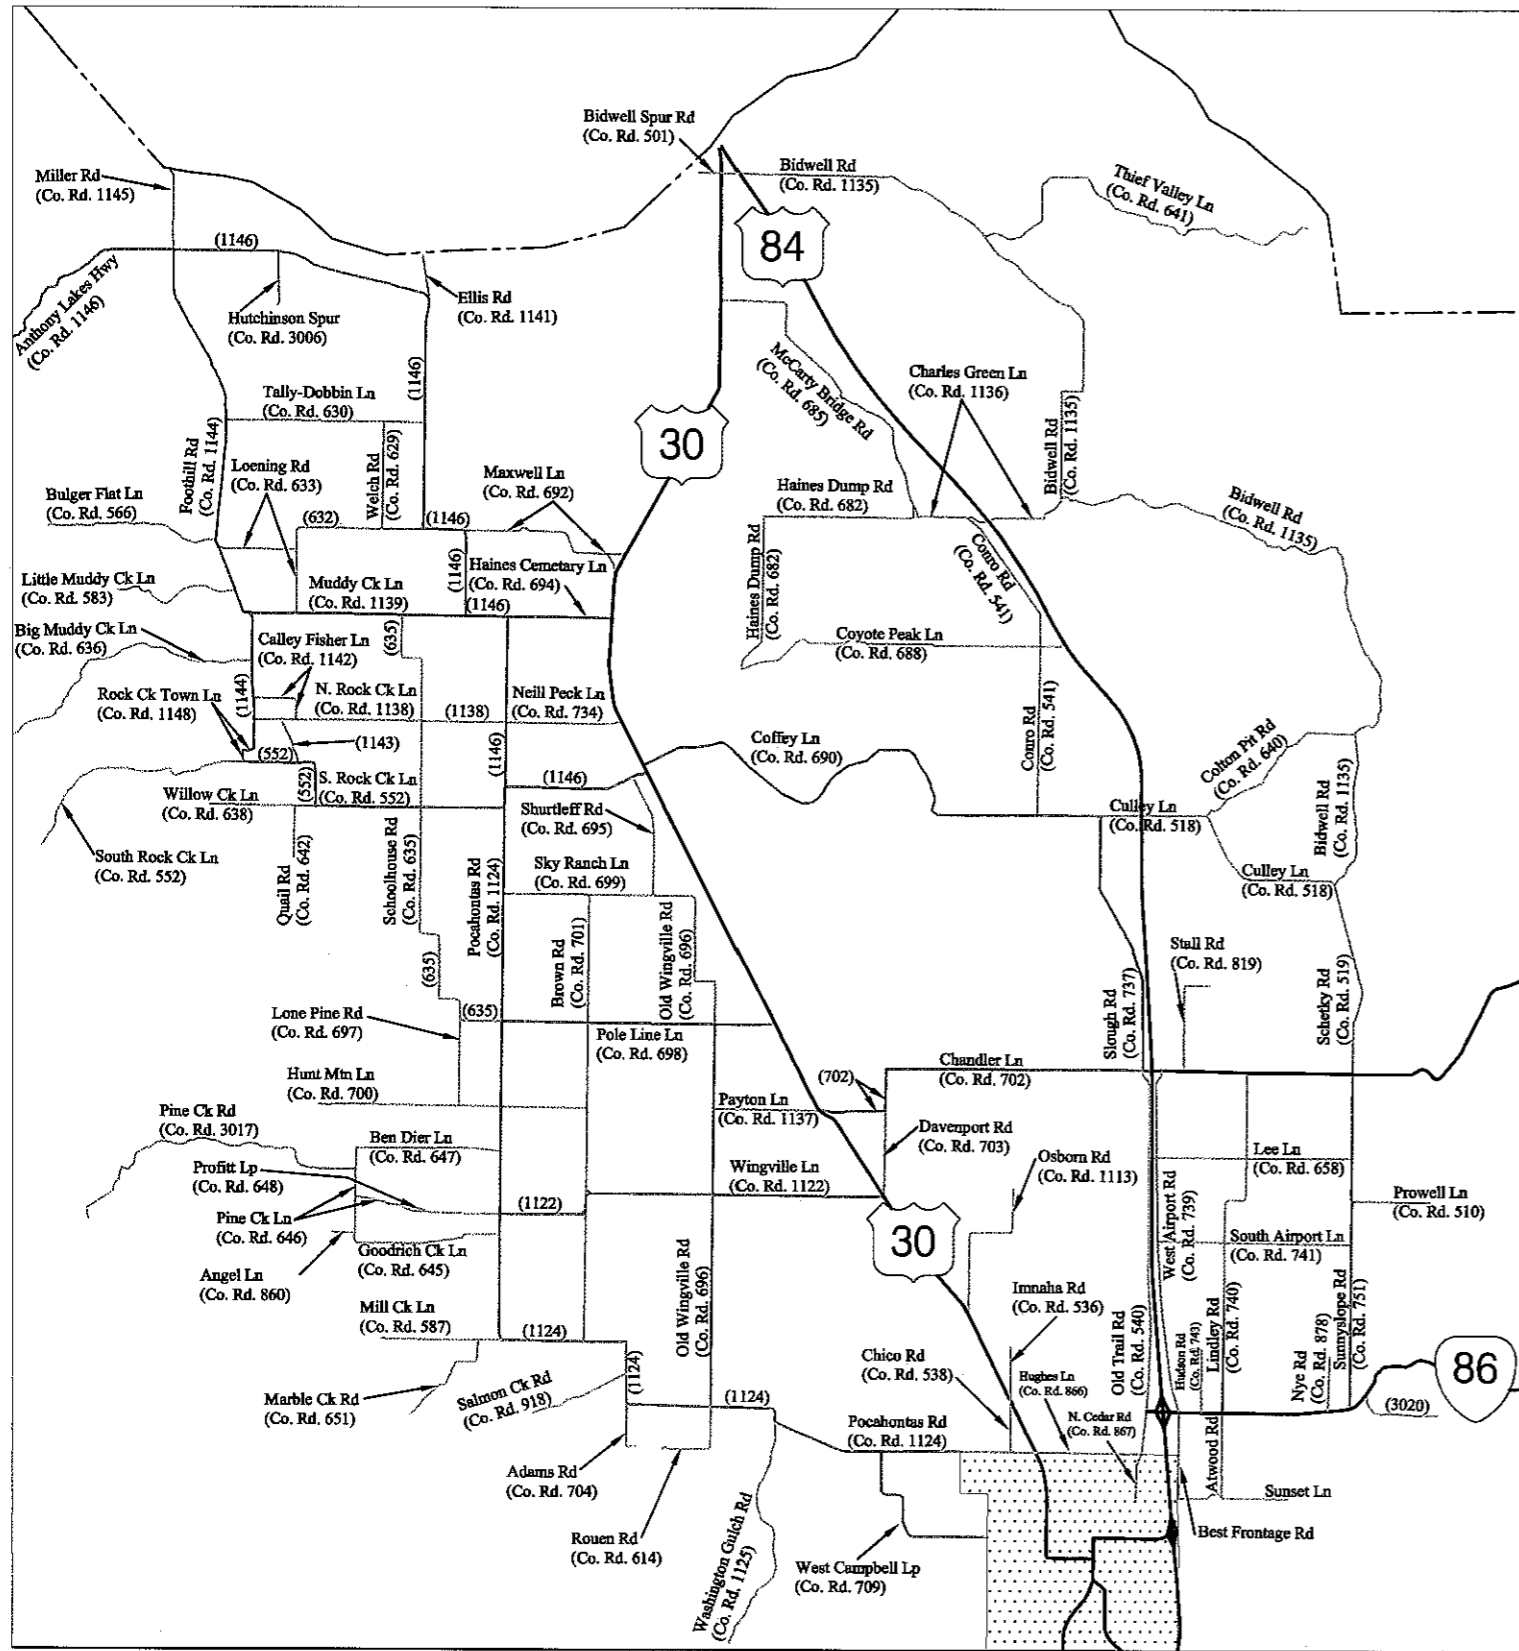 Bidwell Spur Rd
(Co. Rd. 501)
Miller Rd
(Co. Rd. 1145)
Bidwell Rd
(Co. Rd. 1135)
Thief Valley Ln
(Co. Rd. 641)
(1146)
84
Anthony Lakes Hwy
(Co. Rd. 1146)
Hutchinson Spur
(Co. Rd. 3006)
Ellis Rd
(Co. Rd. 1141)
(1146)
McCarty Bridge Rd
(Co. Rd. 685)
Charles Green Ln
(Co. Rd. 1136)
Tally-Dobbin Ln
(Co. Rd. 630)
30
Foothill Rd
(Co. Rd. 1144)
Welch Rd
(Co. Rd. 629)
Bidwell Rd
(Co. Rd. 1135)
Loening Rd
(Co. Rd. 633)
Maxwell Ln
(Co. Rd. 692)
Haines Dump Rd
(Co. Rd. 682)
Bulger Flat Ln
(Co. Rd. 566)
Bidwell Rd
(Co. Rd. 1135)
(632)
(1146)
(1146)
Haines Cemetary Ln
(Co. Rd. 694)
Haines Dump Rd
(Co. Rd. 682)
Conro Rd
(Co. Rd. 541)
Little Muddy Ck Ln
(Co. Rd. 583)
Muddy Ck Ln
(Co. Rd. 1139)
(1146)
Big Muddy Ck Ln
(Co. Rd. 636)
Calley Fisher Ln
(Co. Rd. 1142)
(635)
Coyote Peak Ln
(Co. Rd. 688)
Rock Ck Town Ln
(Co. Rd. 1148)
(1144)
N. Rock Ck Ln
(Co. Rd. 1138)
(1138)
Neill Peck Ln
(Co. Rd. 734)
Conro Rd
(Co. Rd. 541)
(1143)
(552)
(1146)
Coffey Ln
(Co. Rd. 690)
Colton Pit Rd
(Co. Rd. 640)
(552)
S. Rock Ck Ln
(Co. Rd. 552)
(1146)
Willow Ck Ln
(Co. Rd. 638)
Shurtleff Rd
(Co. Rd. 695)
Culley Ln
(Co. Rd. 518)
Bidwell Rd
(Co. Rd. 1135)
South Rock Ck Ln
(Co. Rd. 552)
Quail Rd
(Co. Rd. 642)
Schoolhouse Rd
(Co. Rd. 635)
Pocahontas Rd
(Co. Rd. 1124)
Sky Ranch Ln
(Co. Rd. 699)
Culley Ln
(Co. Rd. 518)
Brown Rd
(Co. Rd. 701)
Old Wingville Rd
(Co. Rd. 696)
Stall Rd
(Co. Rd. 819)
(635)
Slough Rd
(Co. Rd. 737)
Schetky Rd
(Co. Rd. 519)
Lone Pine Rd
(Co. Rd. 697)
(635)
Pole Line Ln
(Co. Rd. 698)
Hunt Mtn Ln
(Co. Rd. 700)
(702)
Chandler Ln
(Co. Rd. 702)
Pine Ck Rd
(Co. Rd. 3017)
Payton Ln
(Co. Rd. 1137)
Davenport Rd
(Co. Rd. 703)
Ben Dier Ln
(Co. Rd. 647)
Profitt Lp
(Co. Rd. 648)
Wingville Ln
(Co. Rd. 1122)
Osborn Rd
(Co. Rd. 1113)
Lee Ln
(Co. Rd. 658)
West Airport Rd
(Co. Rd. 739)
Prowell Ln
(Co. Rd. 510)
Pine Ck Ln
(Co. Rd. 646)
(1122)
30
Goodrich Ck Ln
(Co. Rd. 645)
South Airport Ln
(Co. Rd. 741)
Angel Ln
(Co. Rd. 860)
Old Wingville Rd
(Co. Rd. 696)
Imnaha Rd
(Co. Rd. 536)
Mill Ck Ln
(Co. Rd. 587)
(1124)
Old Trail Rd
(Co. Rd. 540)
Hudson Rd
(Co. Rd. 743)
Lindley Rd
(Co. Rd. 740)
Nye Rd
(Co. Rd. 878)
Sunnyslope Rd
(Co. Rd. 751)
Chico Rd
(Co. Rd. 538)
Hughes Ln
(Co. Rd. 866)
86
Marble Ck Rd
(Co. Rd. 651)
Salmon Ck Rd
(Co. Rd. 918)
(1124)
(1124)
(3020)
Pocahontas Rd
(Co. Rd. 1124)
N. Cedar Rd
(Co. Rd. 867)
Atwood Rd
Adams Rd
(Co. Rd. 704)
Sunset Ln
Rouen Rd
(Co. Rd. 614)
Washington Gulch Rd
(Co. Rd. 1125)
West Campbell Lp
(Co. Rd. 709)
Best Frontage Rd